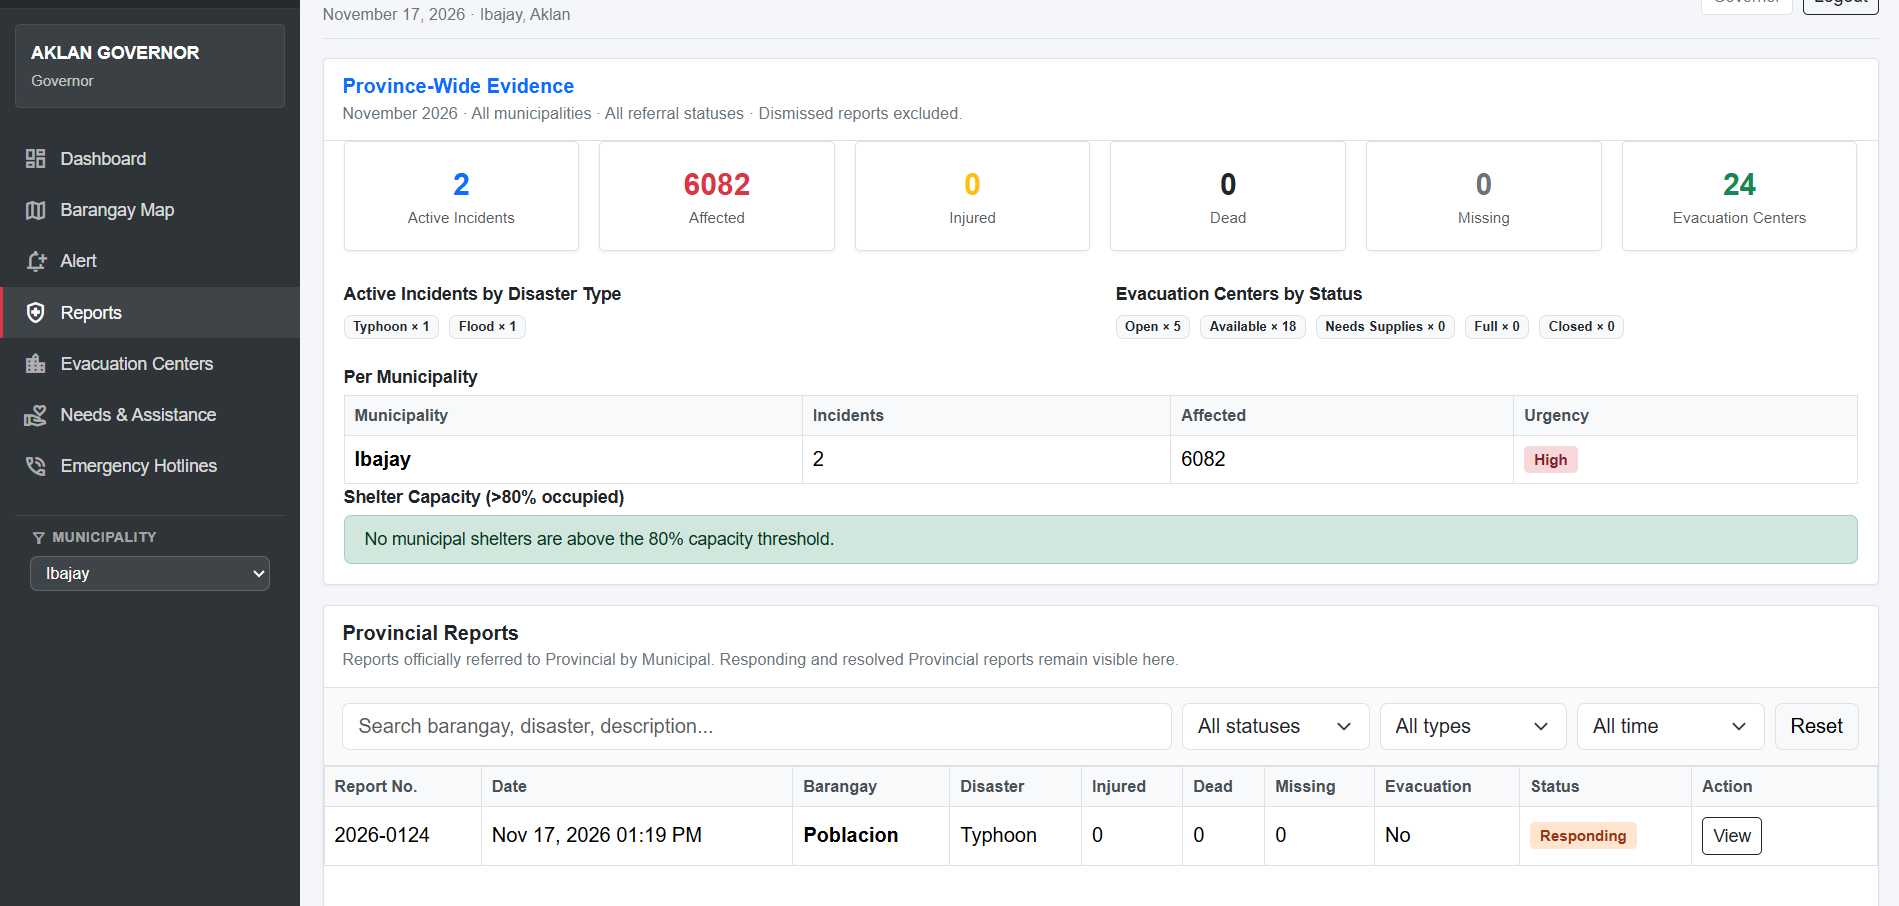 November 17, 2026 · Ibajay, Aklan
Governor
Logout
AKLAN GOVERNOR
Governor
Dashboard
Barangay Map
Alert
Reports
Evacuation Centers
Needs & Assistance
Emergency Hotlines
MUNICIPALITY
Ibajay
Province-Wide Evidence
November 2026 · All municipalities · All referral statuses · Dismissed reports excluded.
2
Active Incidents
6082
Affected
0
Injured
0
Dead
0
Missing
24
Evacuation Centers
Active Incidents by Disaster Type
Typhoon × 1 Flood × 1
Evacuation Centers by Status
Open × 5 Available × 18 Needs Supplies × 0 Full × 0 Closed × 0
Per Municipality
Municipality Incidents Affected Urgency
Ibajay 2 6082 High
Shelter Capacity (>80% occupied)
No municipal shelters are above the 80% capacity threshold.
Provincial Reports
Reports officially referred to Provincial by Municipal. Responding and resolved Provincial reports remain visible here.
Search barangay, disaster, description... All statuses All types All time Reset
Report No. Date Barangay Disaster Injured Dead Missing Evacuation Status Action
2026-0124 Nov 17, 2026 01:19 PM Poblacion Typhoon 0 0 0 No Responding View